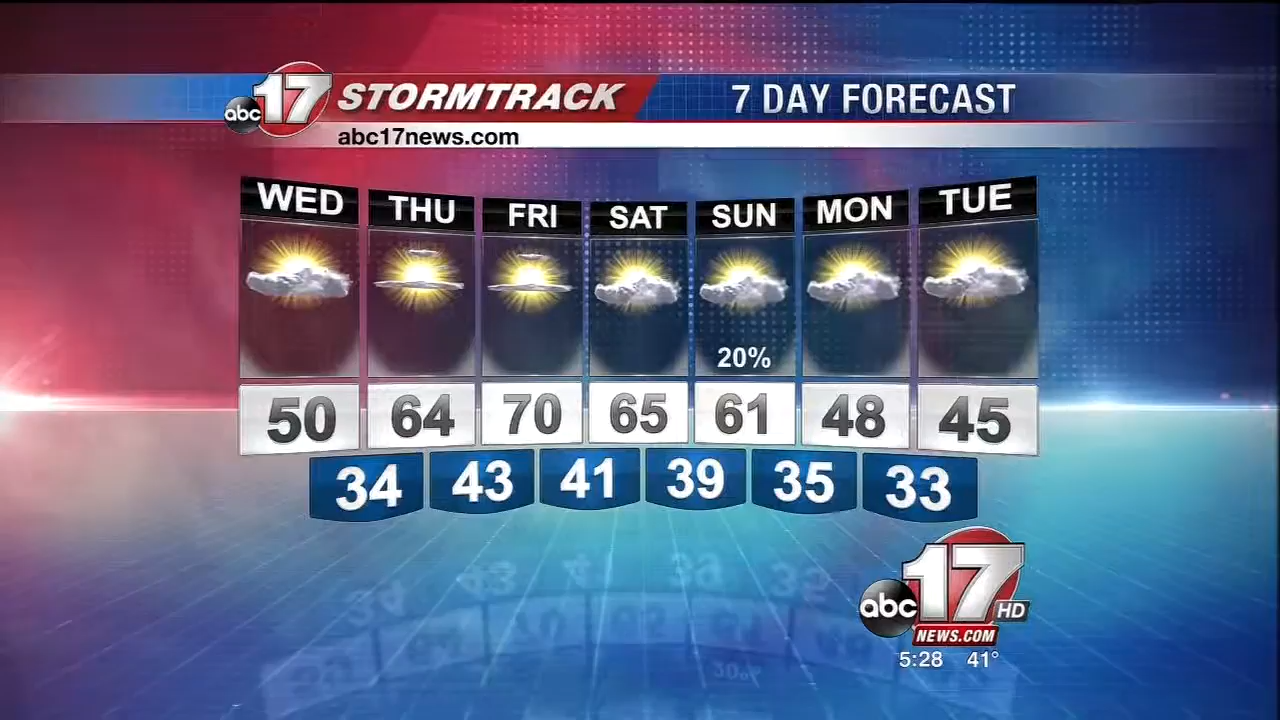 abc 17 STORMTRACK 7 DAY FORECAST
abc17news.com
WED THU FRI SAT SUN MON TUE
20%
50 64 70 65 61 48 45
34 43 41 39 35 33
abc 17 HD
NEWS.COM
5:28 41°